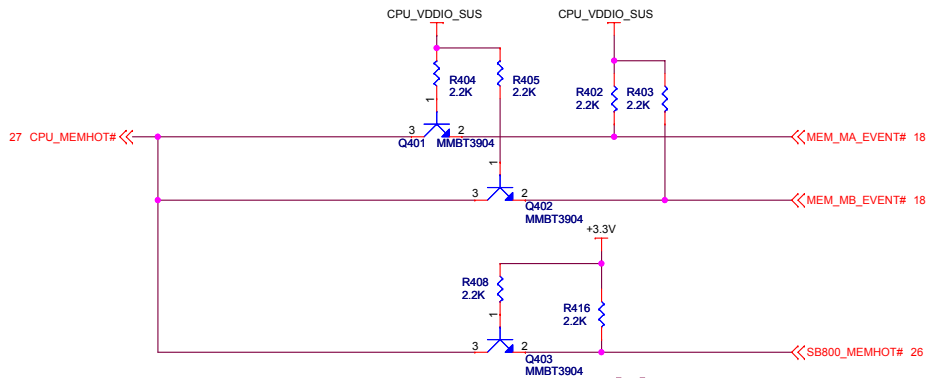 CPU_VDDIO_SUS CPU_VDDIO_SUS
R404
2.2K
R405
2.2K
R402
2.2K
R403
2.2K
1
27 CPU_MEMHOT#
3
2
Q401 MMBT3904
MEM_MA_EVENT# 18
1
3
2
Q402
MMBT3904
MEM_MB_EVENT# 18
+3.3V
R408
2.2K
R416
2.2K
1
3
2
Q403
MMBT3904
SB800_MEMHOT# 26